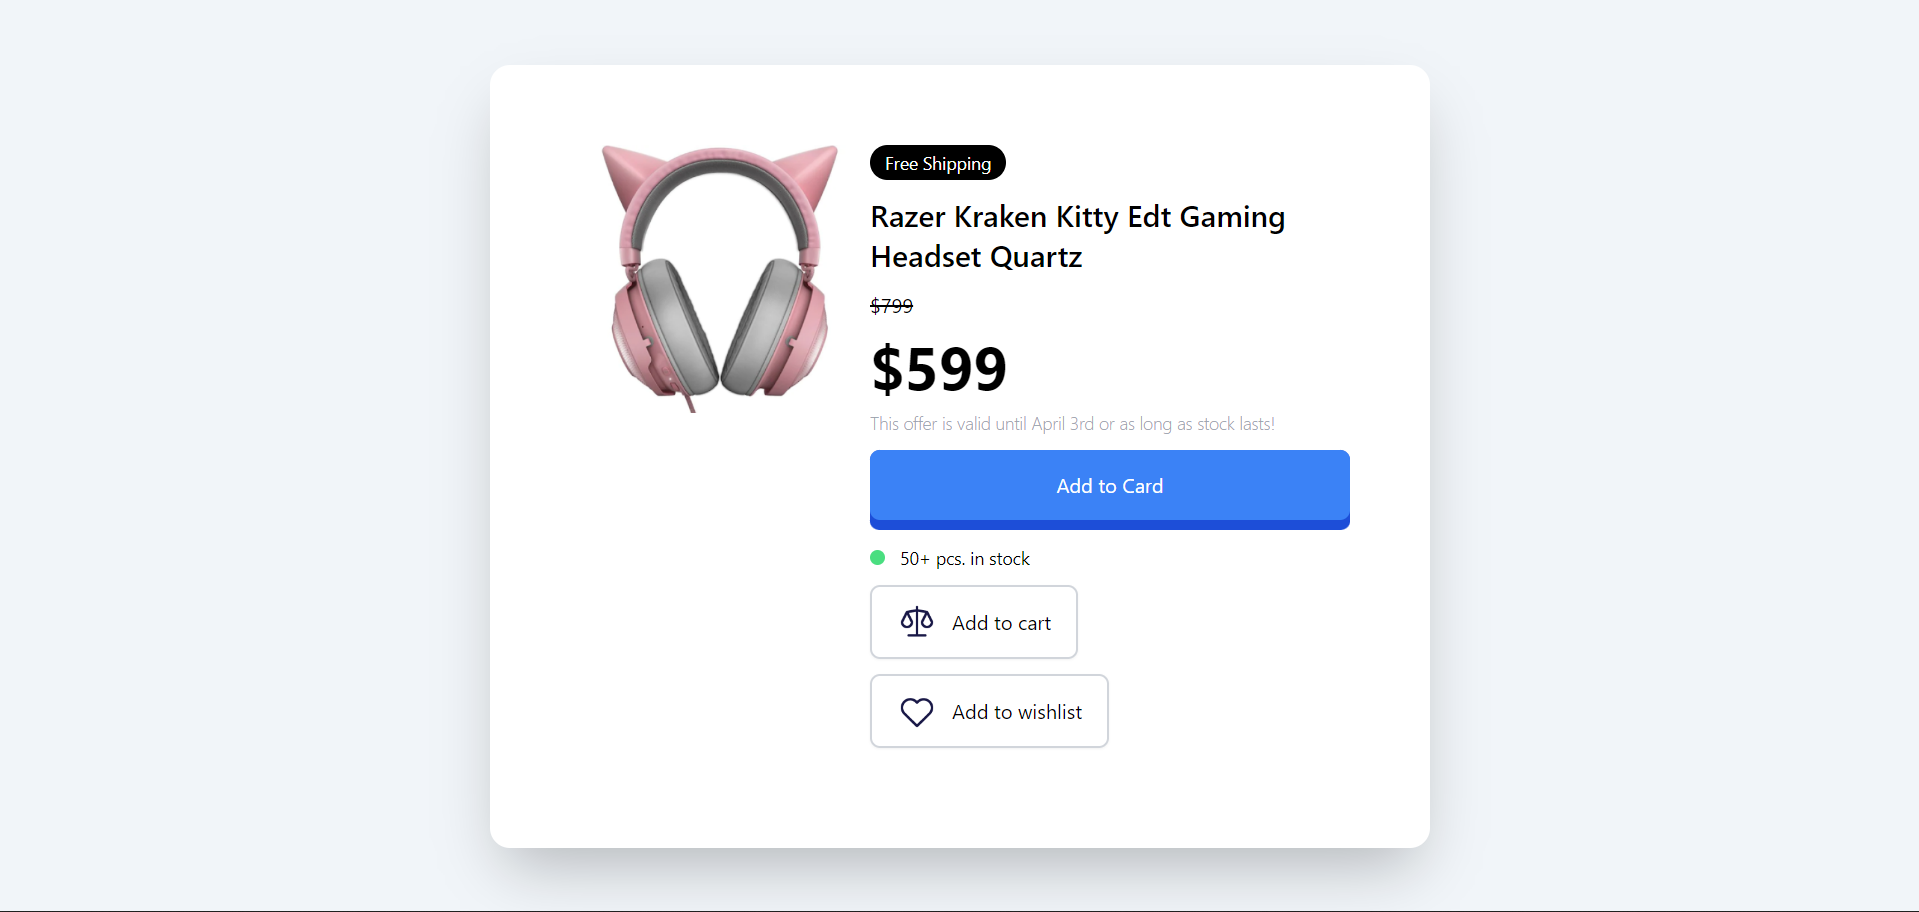 Free Shipping
Razer Kraken Kitty Edt Gaming
Headset Quartz
$799
$599
This offer is valid until April 3rd or as long as stock lasts!
Add to Card
50+ pcs. in stock
Add to cart
Add to wishlist